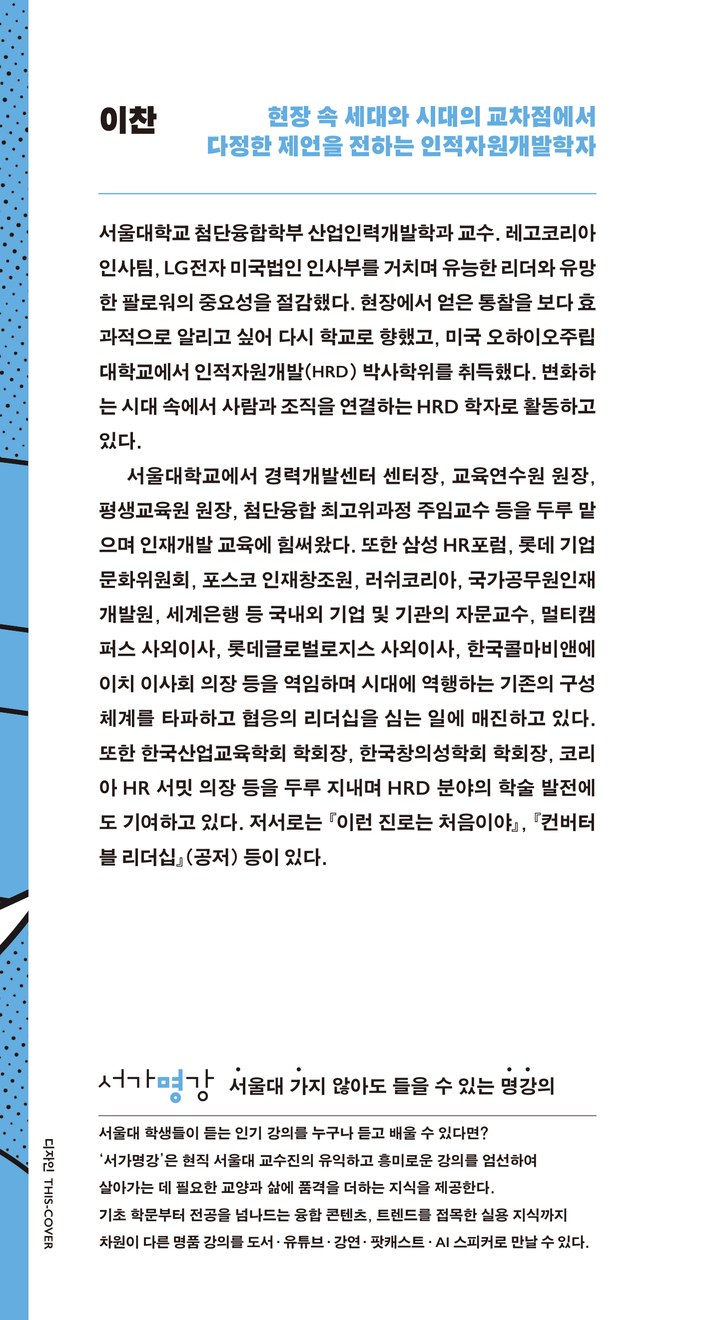 이찬
현장 속 세대와 시대의 교차점에서
다정한 제언을 전하는 인적자원개발학자
서울대학교 첨단융합학부 산업인력개발학과 교수. 레고코리아
인사팀, LG전자 미국법인 인사부를 거치며 유능한 리더와 유망
한 팔로워의 중요성을 절감했다. 현장에서 얻은 통찰을 보다 효
과적으로 알리고 싶어 다시 학교로 향했고, 미국 오하이오주립
대학교에서 인적자원개발(HRD) 박사학위를 취득했다. 변화하
는 시대 속에서 사람과 조직을 연결하는 HRD 학자로 활동하고
있다.
서울대학교에서 경력개발센터 센터장, 교육연수원 원장,
평생교육원 원장, 첨단융합 최고위과정 주임교수 등을 두루 맡
으며 인재개발 교육에 힘써왔다. 또한 삼성 HR포럼, 롯데 기업
문화위원회, 포스코 인재창조원, 러쉬코리아, 국가공무원인재
개발원, 세계은행 등 국내외 기업 및 기관의 자문교수, 멀티캠
퍼스 사외이사, 롯데글로벌로지스 사외이사, 한국콜마비앤에
이치 이사회 의장 등을 역임하며 시대에 역행하는 기존의 구성
체계를 타파하고 협응의 리더십을 심는 일에 매진하고 있다.
또한 한국산업교육학회 학회장, 한국창의성학회 학회장, 코리
아 HR 서밋 의장 등을 두루 지내며 HRD 분야의 학술 발전에
도 기여하고 있다. 저서로는 『이런 진로는 처음이야』, 『컨버터
블 리더십』(공저) 등이 있다.
서가명강 서울대 가지 않아도 들을 수 있는 명강의
서울대 학생들이 듣는 인기 강의를 누구나 듣고 배울 수 있다면?
‘서가명강’은 현직 서울대 교수진의 유익하고 흥미로운 강의를 엄선하여
살아가는 데 필요한 교양과 삶에 품격을 더하는 지식을 제공한다.
기초 학문부터 전공을 넘나드는 융합 콘텐츠, 트렌드를 접목한 실용 지식까지
차원이 다른 명품 강의를 도서·유튜브·강연·팟캐스트·AI 스피커로 만날 수 있다.
디자인 THIS-COVER